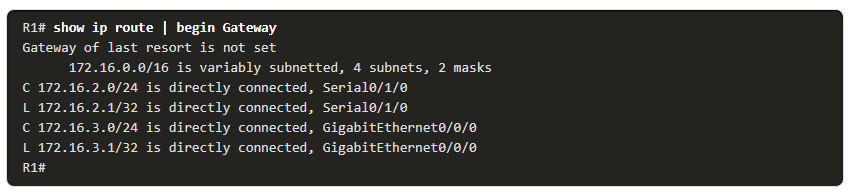 R1# show ip route | begin Gateway
Gateway of last resort is not set
      172.16.0.0/16 is variably subnetted, 4 subnets, 2 masks
C 172.16.2.0/24 is directly connected, Serial0/1/0
L 172.16.2.1/32 is directly connected, Serial0/1/0
C 172.16.3.0/24 is directly connected, GigabitEthernet0/0/0
L 172.16.3.1/32 is directly connected, GigabitEthernet0/0/0
R1#